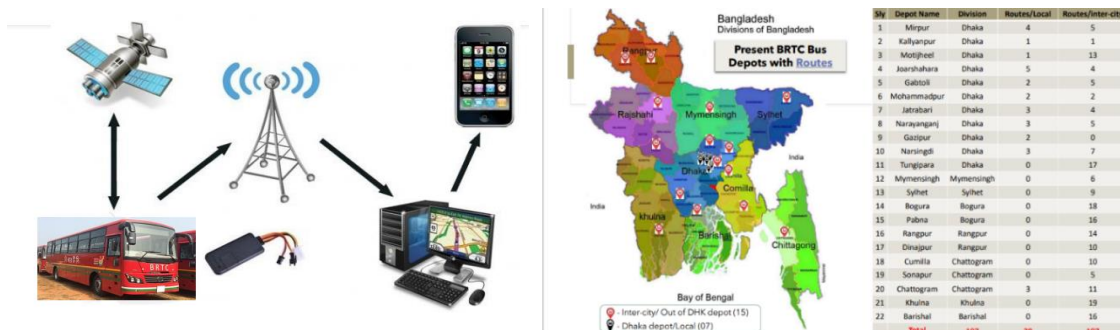 BRTC
Bangladesh
Divisions of Bangladesh
Present BRTC Bus
Depots with Routes
Rangpur
Rajshahi
Mymensingh
Sylhet
Dhaka
Comilla
khulna
Barishal
Chittagong
India
India
Bay of Bengal
- Inter-city/ Out of DHK depot (15)
- Dhaka depot/Local (07)
Sly Depot Name Division Routes/Local Routes/inter-city
1 Mirpur Dhaka 4 5
2 Kallyanpur Dhaka 1 1
3 Motijheel Dhaka 1 13
4 Joarshahara Dhaka 5 4
5 Gabtoli Dhaka 2 5
6 Mohammadpur Dhaka 2 2
7 Jatrabari Dhaka 3 4
8 Narayanganj Dhaka 3 5
9 Gazipur Dhaka 2 0
10 Narsingdi Dhaka 3 7
11 Tungipara Dhaka 0 17
12 Mymensingh Mymensingh 0 6
13 Sylhet Sylhet 0 9
14 Bogura Bogura 0 18
15 Pabna Bogura 0 16
16 Rangpur Rangpur 0 14
17 Dinajpur Rangpur 0 10
18 Cumilla Chattogram 0 10
19 Sonapur Chattogram 0 5
20 Chattogram Chattogram 3 11
21 Khulna Khulna 0 19
22 Barishal Barishal 0 16
Total